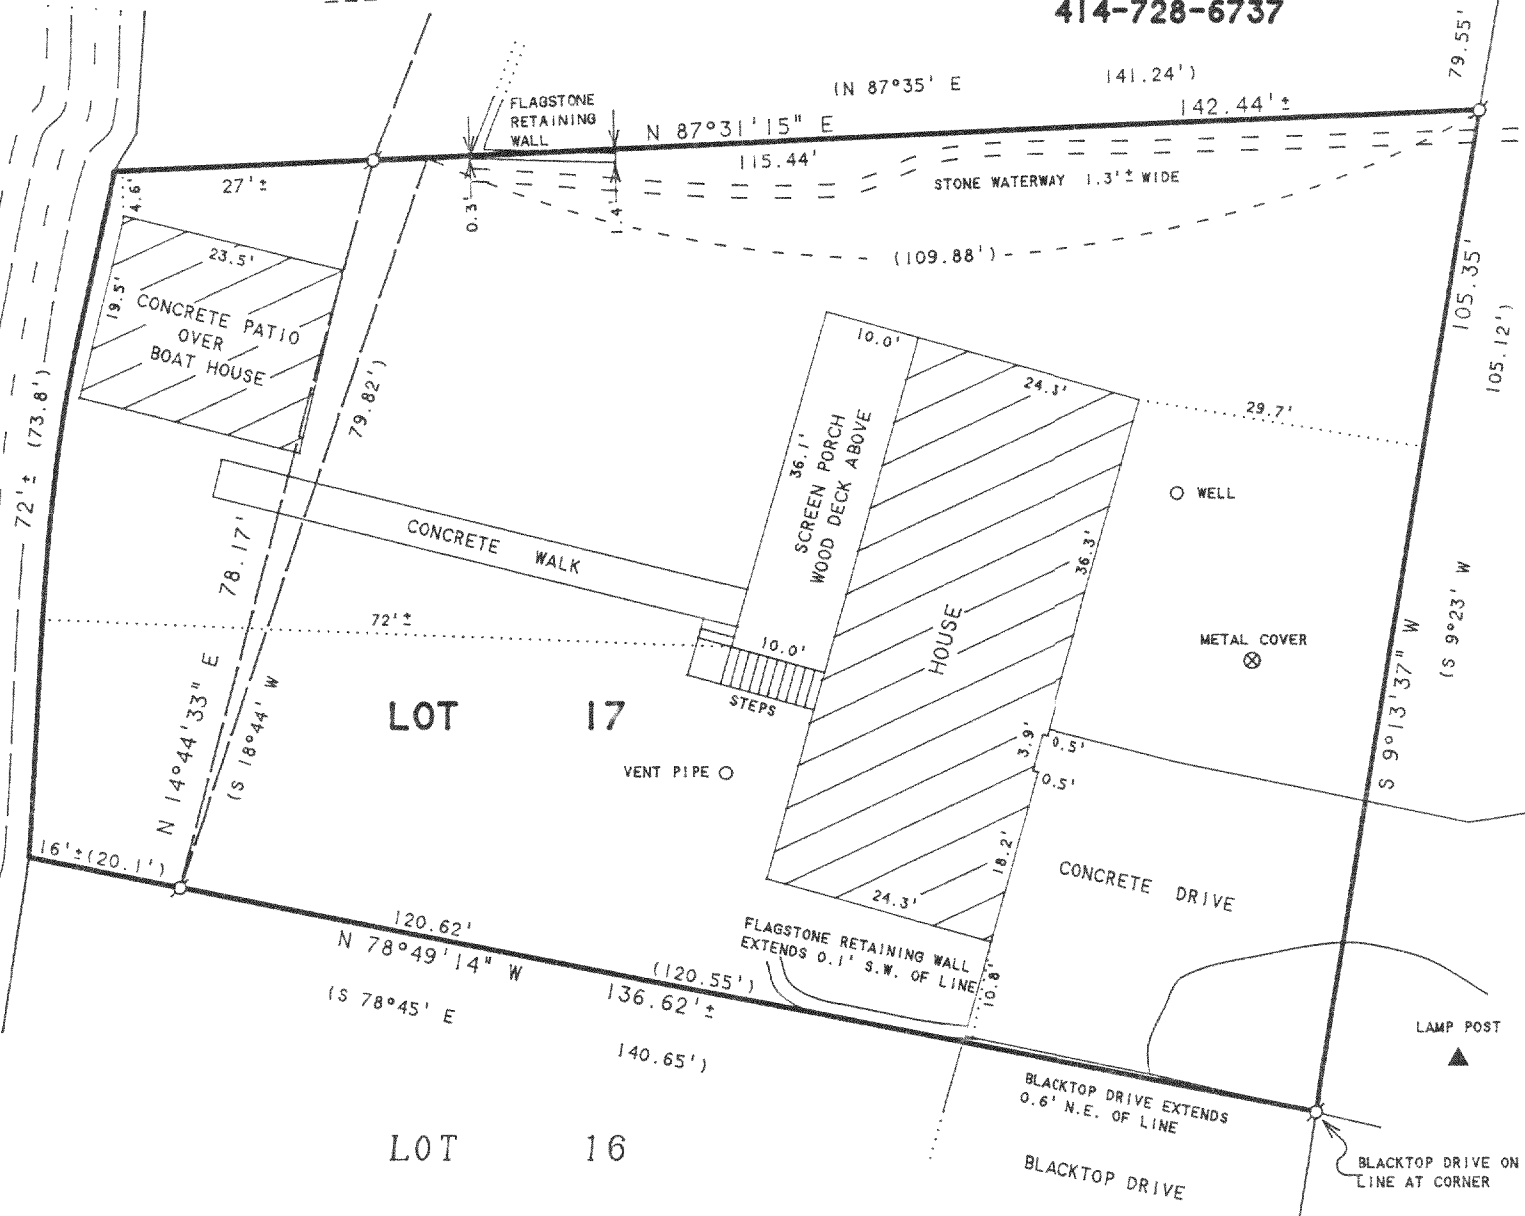 414-728-6737
79.55'
(N 87°35' E
141.24')
142.44'±
FLAGSTONE
RETAINING
WALL
N 87°31'15" E
115.44'
27'±
4.6'
0.3'
1.4'
STONE WATERWAY 1.3'± WIDE
(109.88')
105.35'
105.12')
23.5'
19.5'
CONCRETE PATIO
OVER
BOAT HOUSE
79.82')
72'± (73.8')
10.0'
24.3'
29.7'
36.1'
SCREEN PORCH
WOOD DECK ABOVE
WELL
36.3'
CONCRETE WALK
78.17'
72'±
10.0'
HOUSE
METAL COVER
(S 9°23' W
S 9°13'37" W
N 14°44'33" E
(S 18°44' W
LOT 17
STEPS
VENT PIPE
3.9'
0.5'
0.5'
18.2'
16'±(20.1')
CONCRETE DRIVE
24.3'
120.62'
N 78°49'14" W
(S 78°45' E
FLAGSTONE RETAINING WALL
EXTENDS 0.1' S.W. OF LINE
10.8'
(120.55')
136.62'±
140.65')
LAMP POST
BLACKTOP DRIVE EXTENDS
0.6' N.E. OF LINE
LOT 16
BLACKTOP DRIVE
BLACKTOP DRIVE ON
LINE AT CORNER